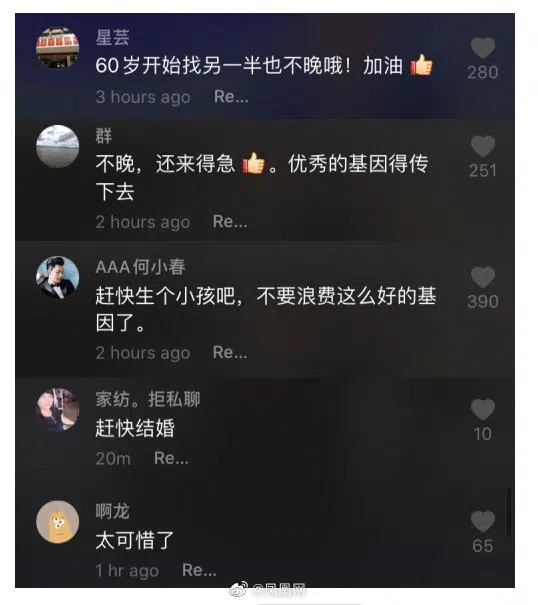 星芸
60岁开始找另一半也不晚哦！加油👍
280
3 hours ago Re...
群
不晚，还来得急👍。优秀的基因得传
下去
251
2 hours ago Re...
AAA何小春
赶快生个小孩吧，不要浪费这么好的基
因了。
390
2 hours ago Re...
家纺。拒私聊
赶快结婚
10
20m Re...
啊龙
太可惜了
65
1 hr ago Re...
@凤凰网